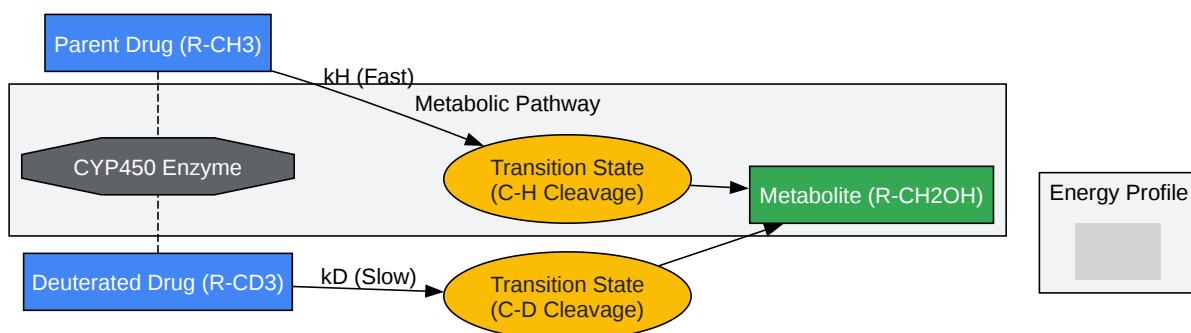 Parent Drug (R-CH3)
kH (Fast)
Metabolic Pathway
CYP450 Enzyme
Transition State
(C-H Cleavage)
Metabolite (R-CH2OH)
Energy Profile
Deuterated Drug (R-CD3)
kD (Slow)
Transition State
(C-D Cleavage)